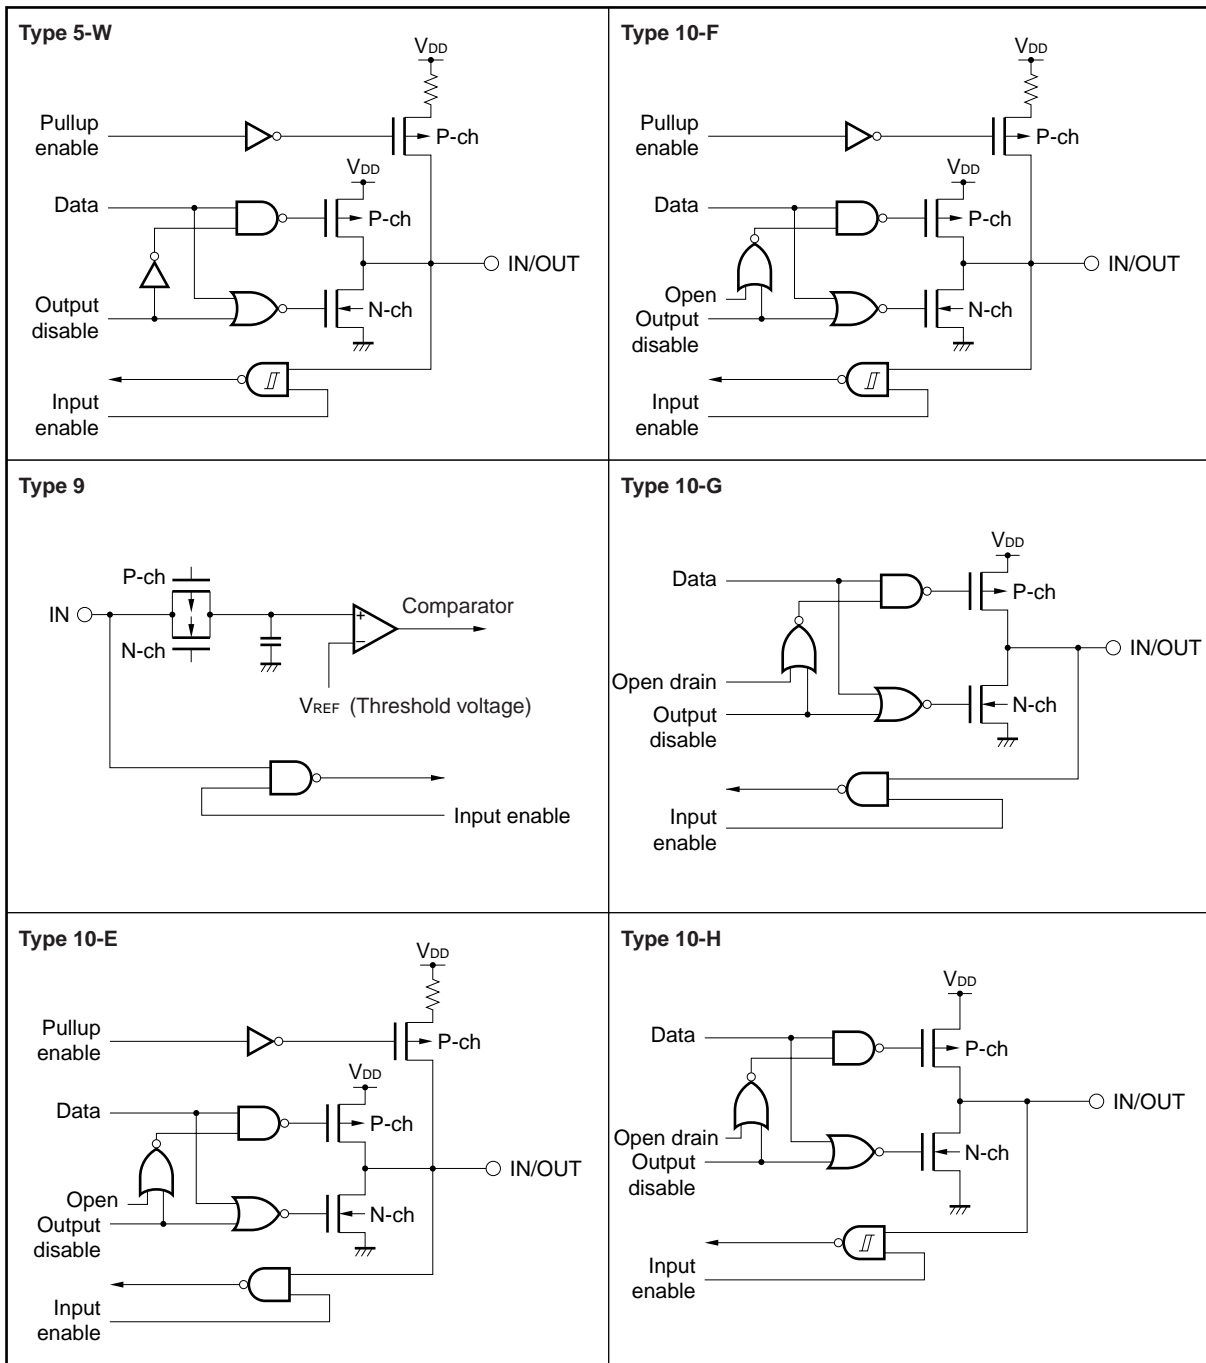 Type 5-W
VDD
Pullup
enable
P-ch
VDD
Data
P-ch
IN/OUT
Output
disable
N-ch
Input
enable
Type 10-F
VDD
Pullup
enable
P-ch
VDD
Data
P-ch
IN/OUT
Open
Output
disable
N-ch
Input
enable
Type 9
P-ch
IN
N-ch
+
−
Comparator
VREF (Threshold voltage)
Input enable
Type 10-G
VDD
Data
P-ch
IN/OUT
Open drain
Output
disable
N-ch
Input
enable
Type 10-E
VDD
Pullup
enable
P-ch
VDD
Data
P-ch
IN/OUT
Open
Output
disable
N-ch
Input
enable
Type 10-H
VDD
Data
P-ch
IN/OUT
Open drain
Output
disable
N-ch
Input
enable